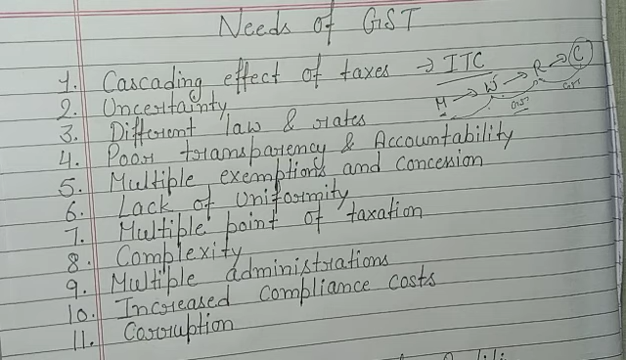 Needs of GST
1. Cascading effect of taxes → ITC
M → W → R → C
GST GST
2. Uncertainty
3. Different law & rates
4. Poor transparency & Accountability
5. Multiple exemptions and concession
6. Lack of Uniformity
7. Multiple point of taxation
8. Complexity
9. Multiple administrations
10. Increased compliance costs
11. Corruption